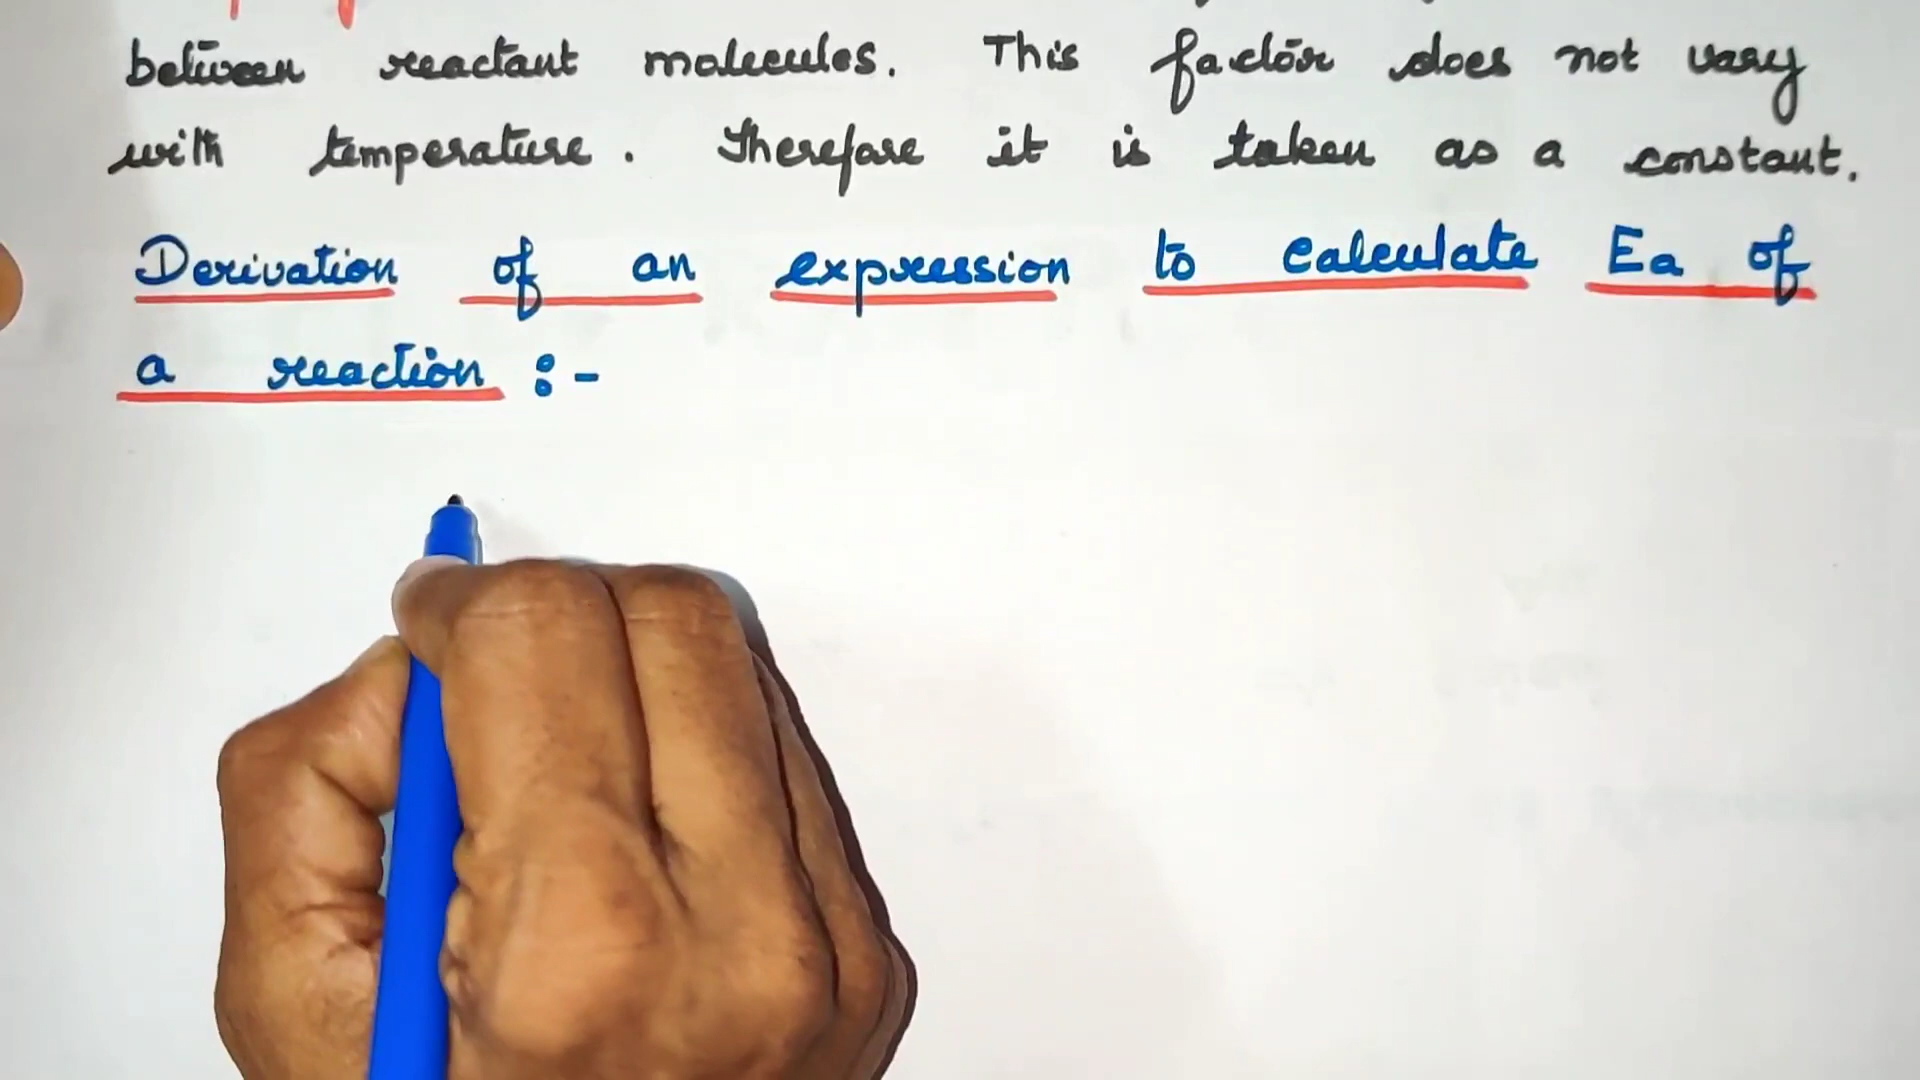 between reactant molecules. This factor does not vary
with temperature. Therefore it is taken as a constant.
Derivation of an expression to calculate Ea of
a reaction :-